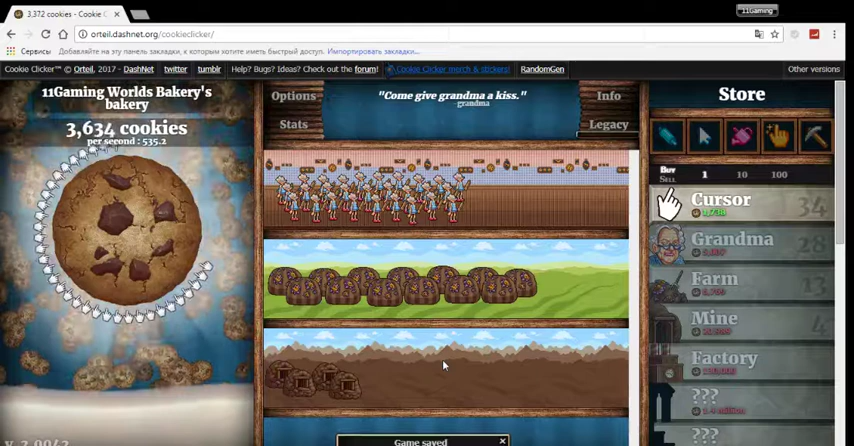 3,372 cookies - Cookie C
11Gaming
orteil.dashnet.org/cookieclicker/
Сервисы
Добавляйте на эту панель закладки, к которым хотите иметь быстрый доступ. Импортировать закладки...
Cookie Clicker™ © Orteil, 2017 - DashNet
twitter
tumblr
Help? Bugs? Ideas? Check out the forum!
Cookie Clicker merch & stickers!
RandomGen
Other versions
11Gaming Worlds Bakery's
bakery
3,634 cookies
per second : 535.2
Options
Stats
"Come give grandma a kiss."
-grandma
Info
Legacy
Store
Buy
Sell
1
10
100
Cursor
34
Grandma
28
Farm
13
Mine
4
Factory
???
1.4 million
???
Game saved